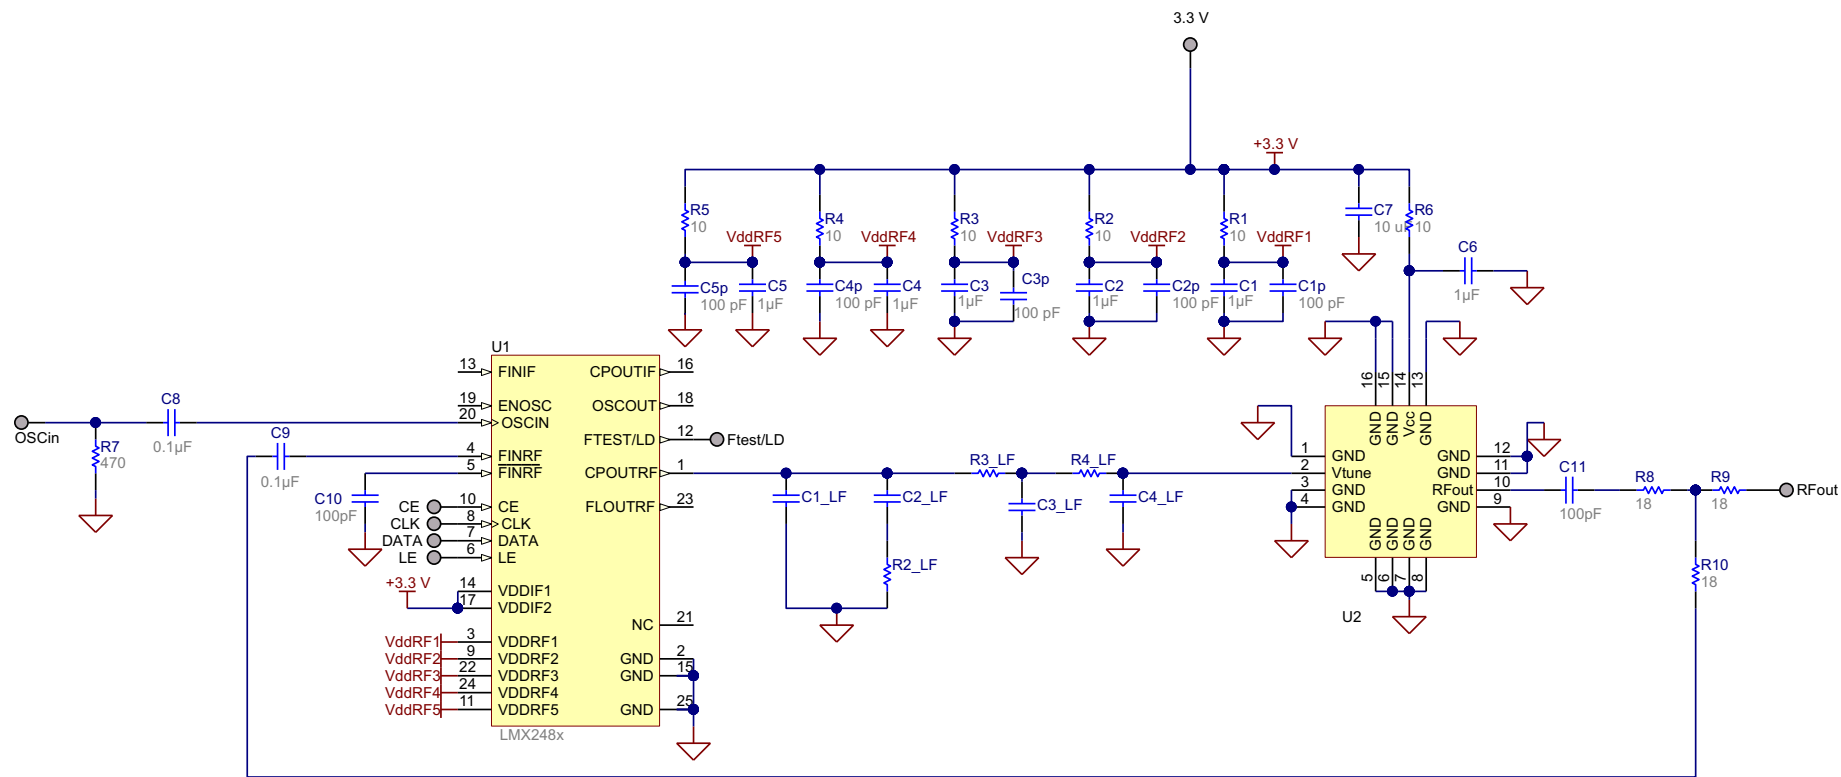 3.3 V
+3.3 V
R5
10
R4
10
R3
10
R2
10
R1
10
C7
10 uF
R6
10
VddRF5
VddRF4
VddRF3
VddRF2
VddRF1
C6
1µF
C5p
100 pF
C5
1µF
C4p
100 pF
C4
1µF
C3
1µF
C3p
100 pF
C2
1µF
C2p
100 pF
C1
1µF
C1p
100 pF
U1
13 FINIF
CPOUTIF 16
19 ENOSC
OSCOUT 18
20 OSCIN
FTEST/LD 12
Ftest/LD
4 FINRF
5 FINRF
CPOUTRF 1
10 CE
FLOUTRF 23
8 CLK
7 DATA
6 LE
14 VDDIF1
17 VDDIF2
NC 21
3 VDDRF1
9 VDDRF2
GND 2
22 VDDRF3
GND 15
24 VDDRF4
11 VDDRF5
GND 25
LMX248x
OSCin
R7
470
C8
0.1µF
C9
0.1µF
C10
100pF
CE
CLK
DATA
LE
+3.3 V
VddRF1
VddRF2
VddRF3
VddRF4
VddRF5
C1_LF
C2_LF
R2_LF
R3_LF
C3_LF
R4_LF
C4_LF
16 15 14 13
GND GND Vcc GND
1 GND
2 Vtune
3 GND
4 GND
GND 12
GND 11
RFout 10
GND 9
GND GND GND GND
5 6 7 8
U2
C11
100pF
R8
18
R9
18
RFout
R10
18